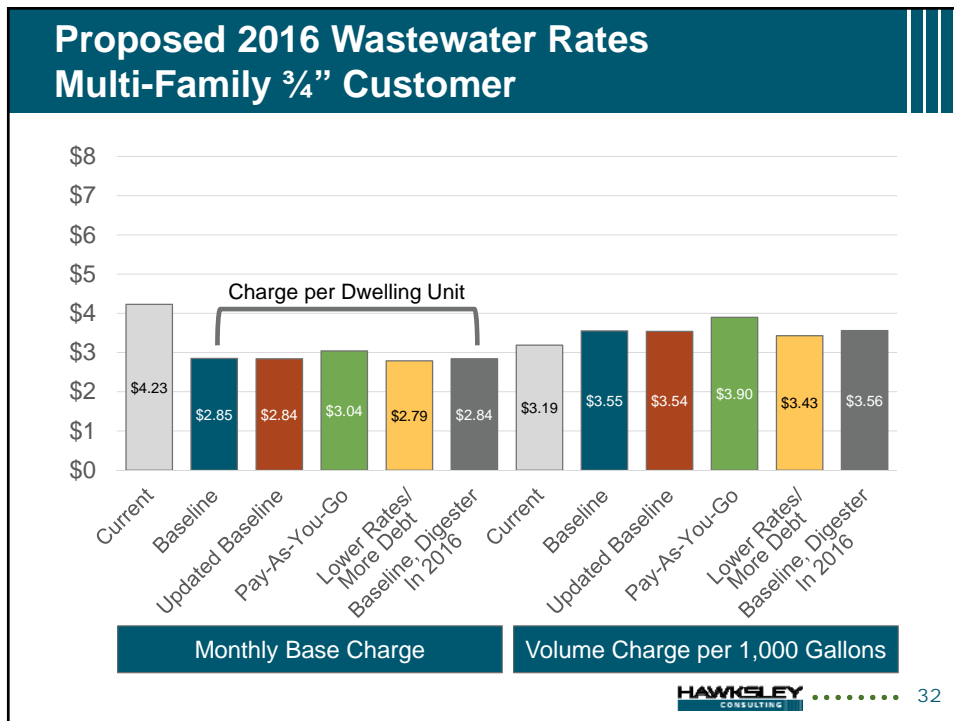 Proposed 2016 Wastewater Rates
Multi-Family ¾” Customer
$8
$7
$6
$5
$4
$3
$2
$1
$0
Charge per Dwelling Unit
$4.23
$2.85
$2.84
$3.04
$2.79
$2.84
$3.19
$3.55
$3.54
$3.90
$3.43
$3.56
Current
Baseline
Updated Baseline
Pay-As-You-Go
Lower Rates/
More Debt
Baseline, Digester
In 2016
Current
Baseline
Updated Baseline
Pay-As-You-Go
Lower Rates/
More Debt
Baseline, Digester
In 2016
Monthly Base Charge
Volume Charge per 1,000 Gallons
HAWKSLEY
CONSULTING
32